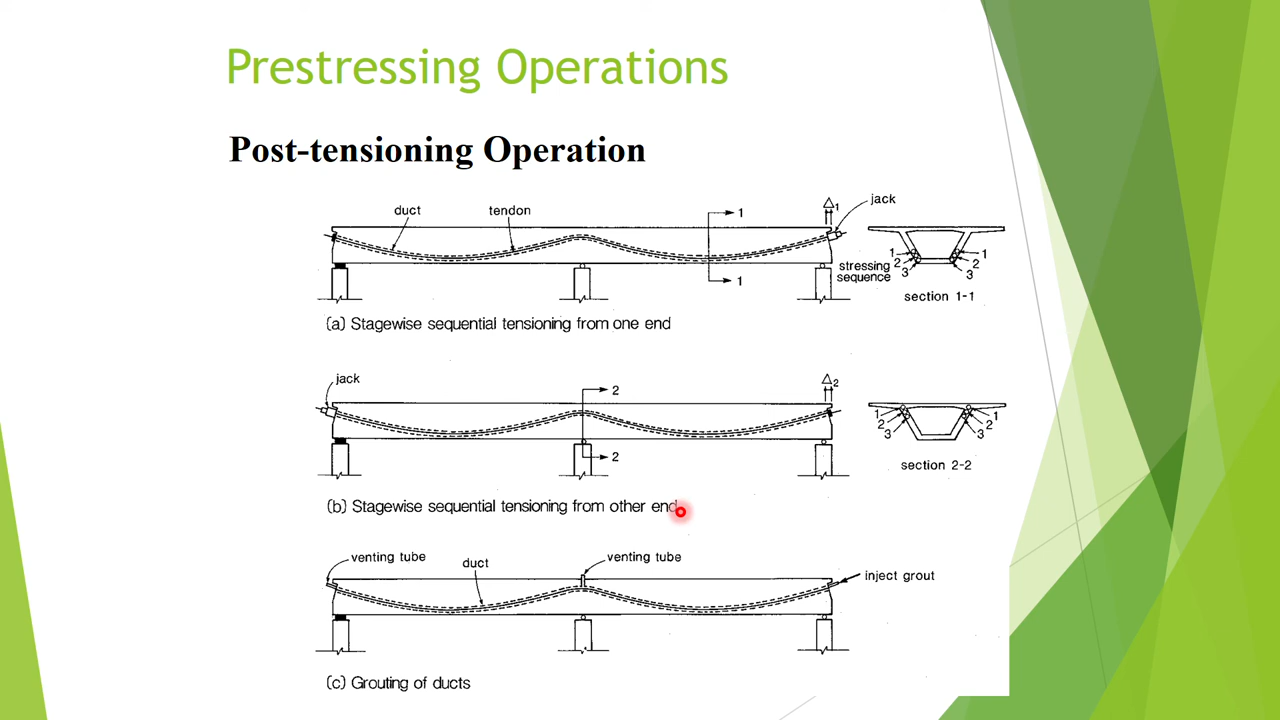 Prestressing Operations
Post-tensioning Operation
duct
tendon
1
Δ1
jack
1
1
2
3
1
2
3
stressing
sequence
section 1-1
(a) Stagewise sequential tensioning from one end
jack
2
Δ2
2
1
2
3
1
2
3
section 2-2
(b) Stagewise sequential tensioning from other end
venting tube
duct
venting tube
inject grout
(c) Grouting of ducts